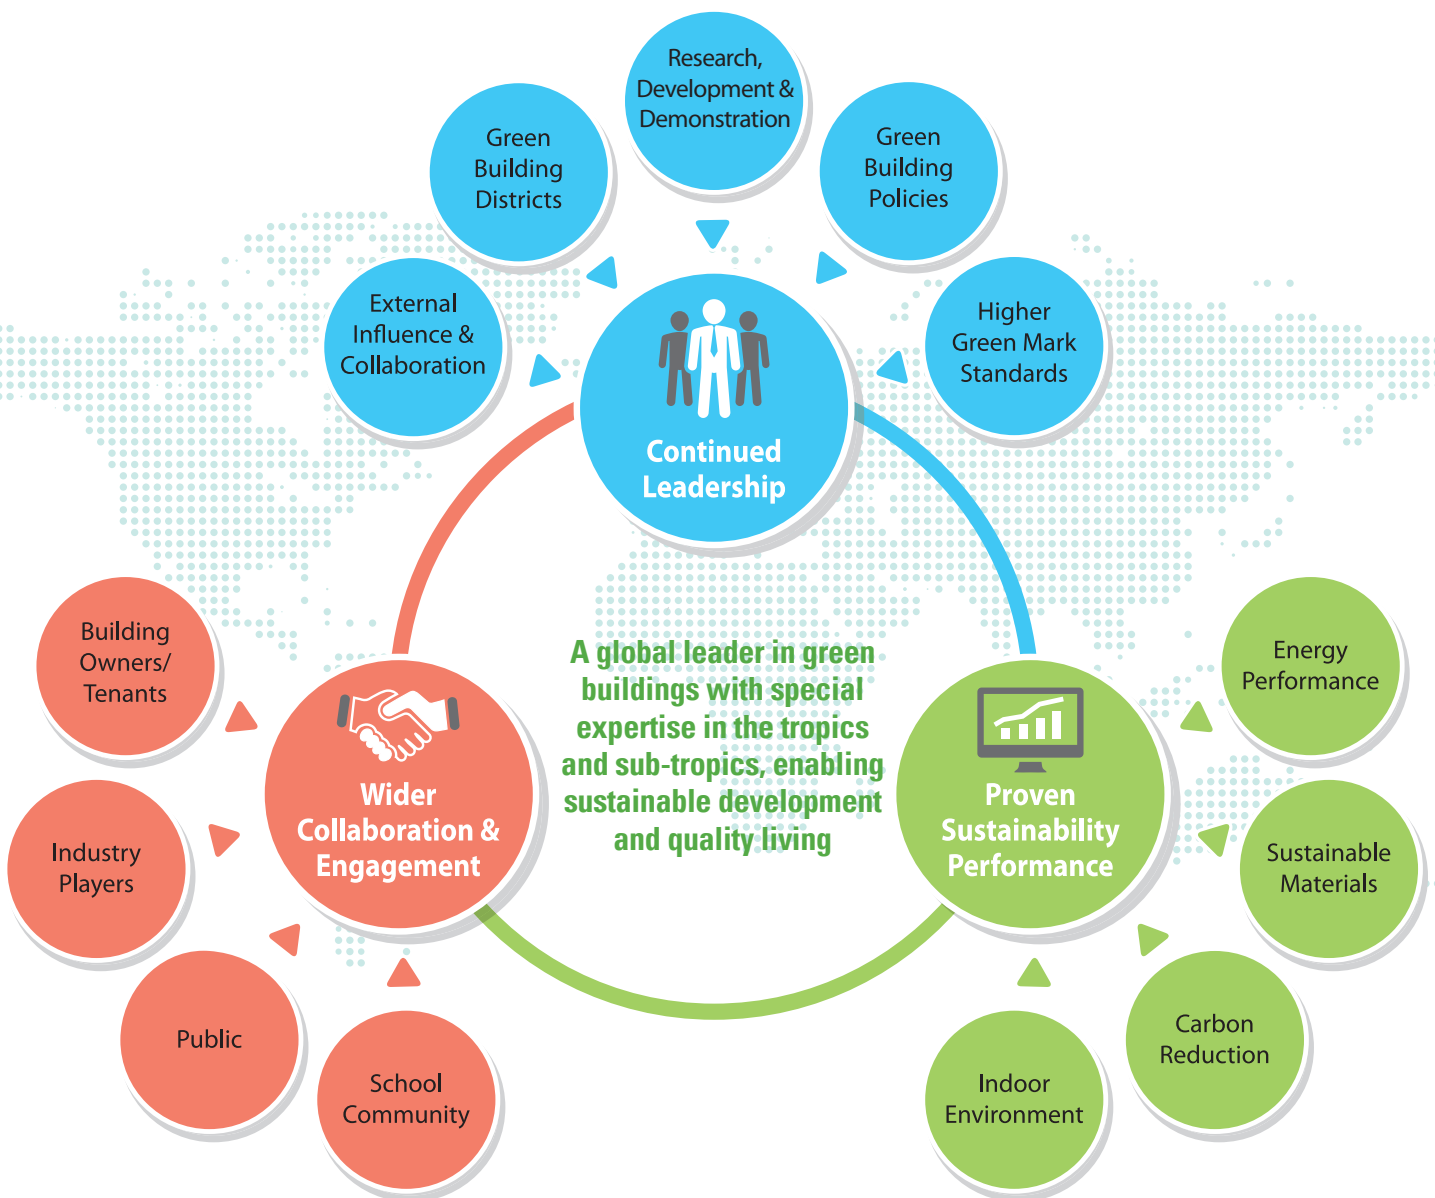 Research,
Development &
Demonstration
Green
Building
Districts
Green
Building
Policies
External
Influence &
Collaboration
Higher
Green Mark
Standards
Continued
Leadership
A global leader in green
buildings with special
expertise in the tropics
and sub-tropics, enabling
sustainable development
and quality living
Building
Owners/
Tenants
Industry
Players
Public
School
Community
Wider
Collaboration &
Engagement
Proven
Sustainability
Performance
Energy
Performance
Sustainable
Materials
Carbon
Reduction
Indoor
Environment